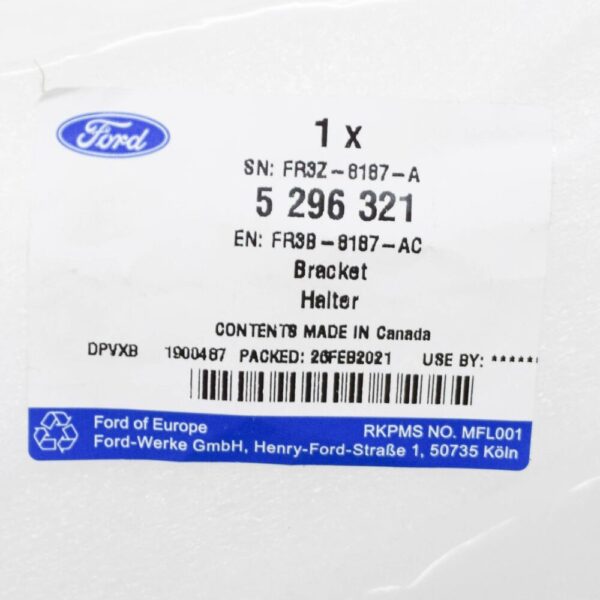 Ford
1 x
SN: FR3Z-8187-A
5 296 321
EN: FR3B-8187-AC
Bracket
Halter
CONTENTS MADE IN Canada
DPVXB 1900487 PACKED: 26FEB2021 USE BY: ******
Ford of Europe RKPMS NO. MFL001
Ford-Werke GmbH, Henry-Ford-Straße 1, 50735 Köln